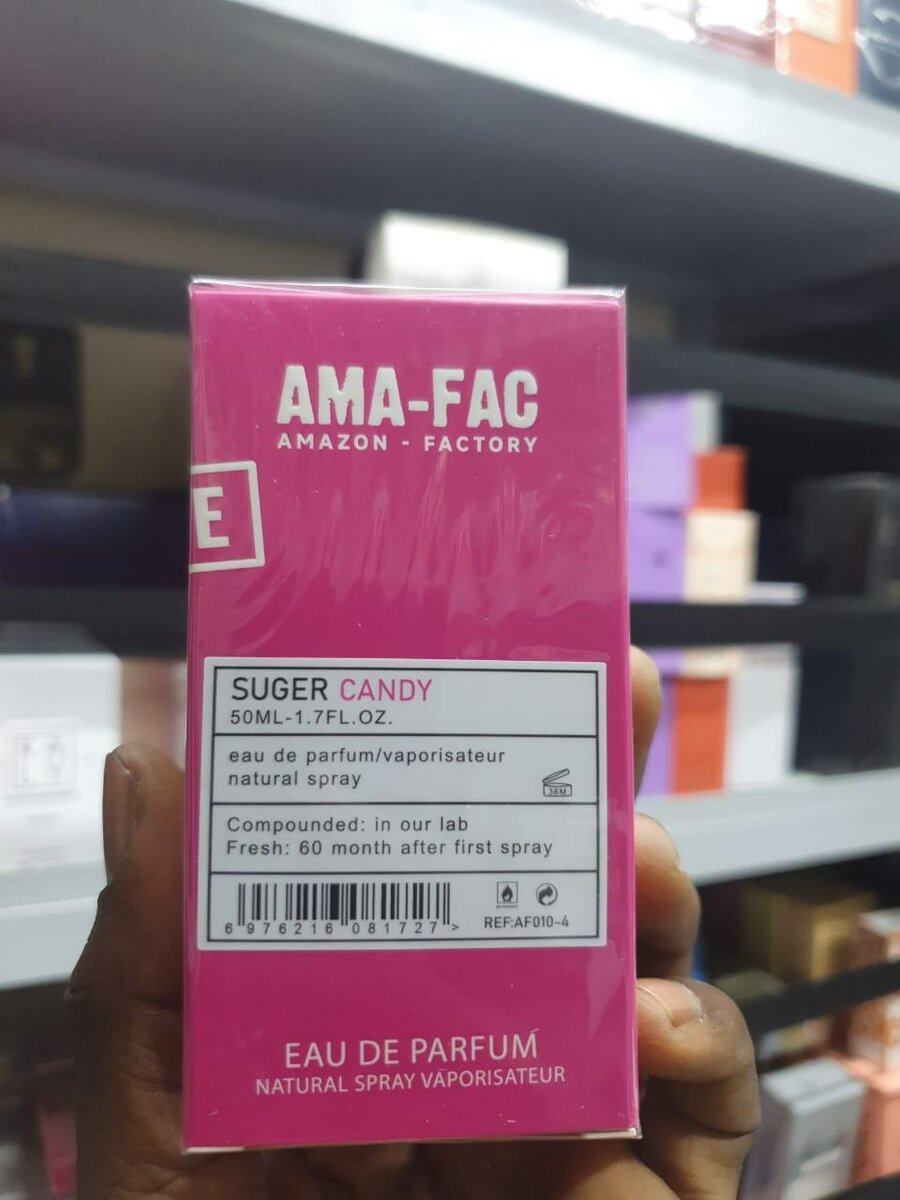 AMA-FAC
AMAZON - FACTORY
E
SUGER CANDY
50ML-1.7FL.OZ.
eau de parfum/vaporisateur
natural spray
36M
Compounded: in our lab
Fresh: 60 month after first spray
6 976216 081727 >
REF:AF010-4
EAU DE PARFUM
NATURAL SPRAY VAPORISATEUR